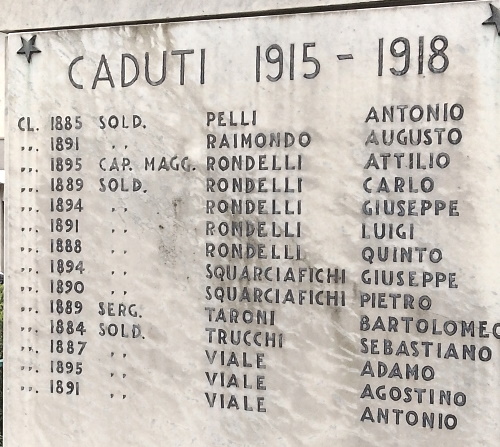 CADUTI 1915 - 1918
CL. 1885 SOLD. PELLI ANTONIO
,,. 1891 ,, RAIMONDO AUGUSTO
,,. 1895 CAP. MAGG. RONDELLI ATTILIO
,,. 1889 SOLD. RONDELLI CARLO
,,. 1894 ,, RONDELLI GIUSEPPE
,,. 1891 ,, RONDELLI LUIGI
,,. 1888 ,, RONDELLI QUINTO
,,. 1894 ,, SQUARCIAFICHI GIUSEPPE
,,. 1890 ,, SQUARCIAFICHI PIETRO
,,. 1889 SERG. TARONI BARTOLOMEO
,,. 1884 SOLD. TRUCCHI SEBASTIANO
,,. 1887 ,, VIALE ADAMO
,,. 1895 ,, VIALE AGOSTINO
,,. 1891 ,, VIALE ANTONIO